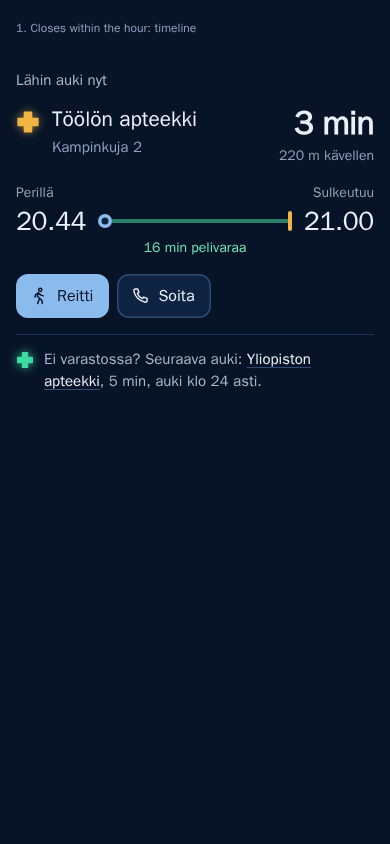 1. Closes within the hour: timeline
Lähin auki nyt
Töölön apteekki
3 min
Kampinkuja 2
220 m kävellen
Perillä
Sulkeutuu
20.44
21.00
16 min pelivaraa
Reitti
Soita
Ei varastossa? Seuraava auki: Yliopiston
apteekki, 5 min, auki klo 24 asti.